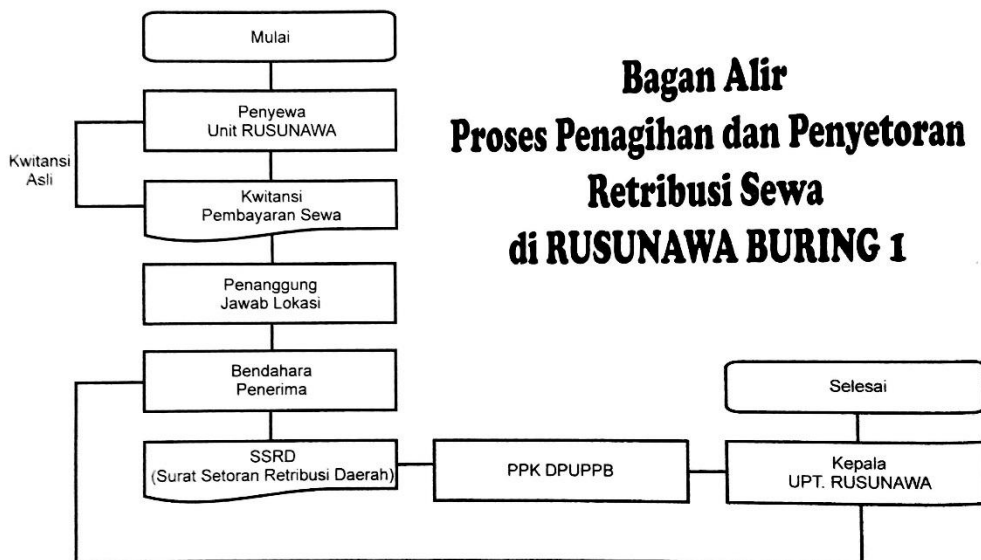 Mulai
Bagan Alir
Proses Penagihan dan Penyetoran
Retribusi Sewa
di RUSUNAWA BURING 1
Penyewa
Unit RUSUNAWA
Kwitansi
Asli
Kwitansi
Pembayaran Sewa
Penanggung
Jawab Lokasi
Bendahara
Penerima
Selesai
SSRD
(Surat Setoran Retribusi Daerah)
PPK DPUPPB
Kepala
UPT. RUSUNAWA